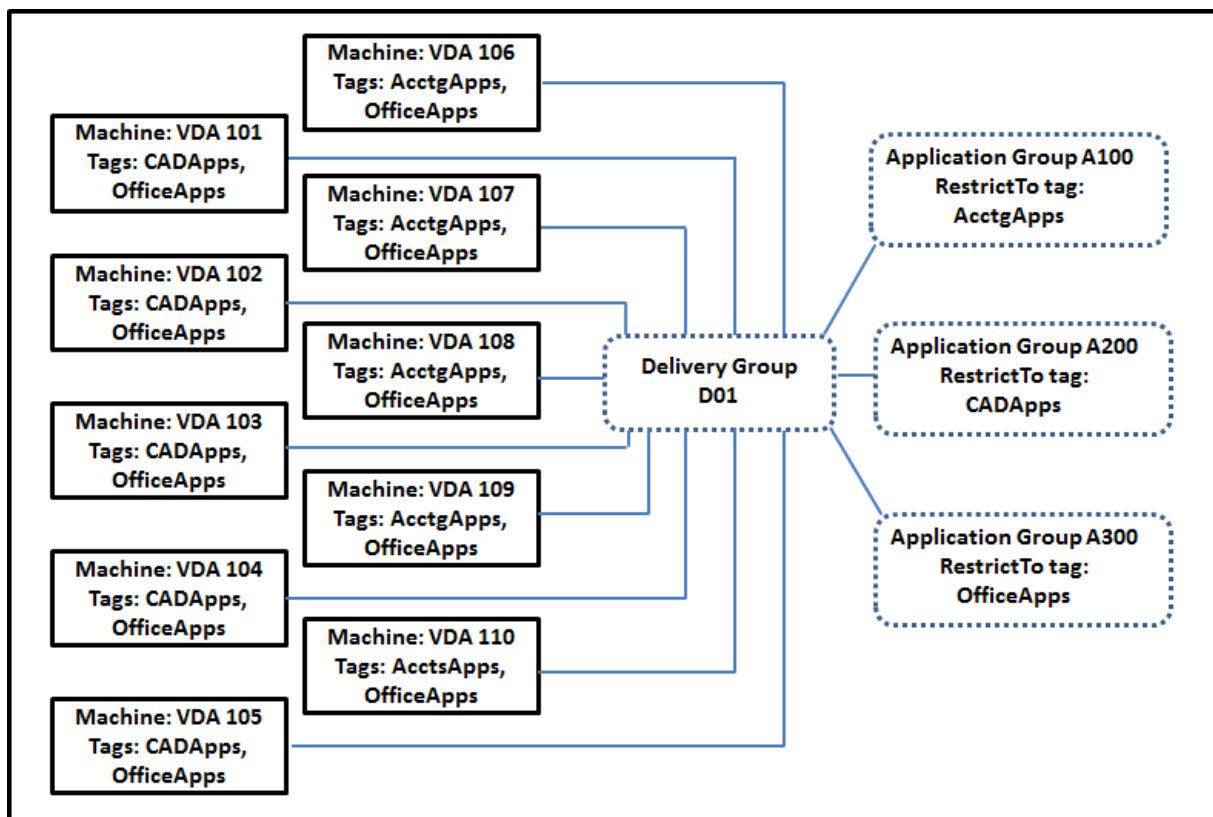 Machine: VDA 106
Tags: AcctgApps,
OfficeApps
Machine: VDA 101
Tags: CADApps,
OfficeApps
Machine: VDA 107
Tags: AcctgApps,
OfficeApps
Machine: VDA 102
Tags: CADApps,
OfficeApps
Machine: VDA 108
Tags: AcctgApps,
OfficeApps
Machine: VDA 103
Tags: CADApps,
OfficeApps
Machine: VDA 109
Tags: AcctgApps,
OfficeApps
Machine: VDA 104
Tags: CADApps,
OfficeApps
Machine: VDA 110
Tags: AcctsApps,
OfficeApps
Machine: VDA 105
Tags: CADApps,
OfficeApps
Delivery Group
D01
Application Group A100
RestrictTo tag:
AcctgApps
Application Group A200
RestrictTo tag:
CADApps
Application Group A300
RestrictTo tag:
OfficeApps